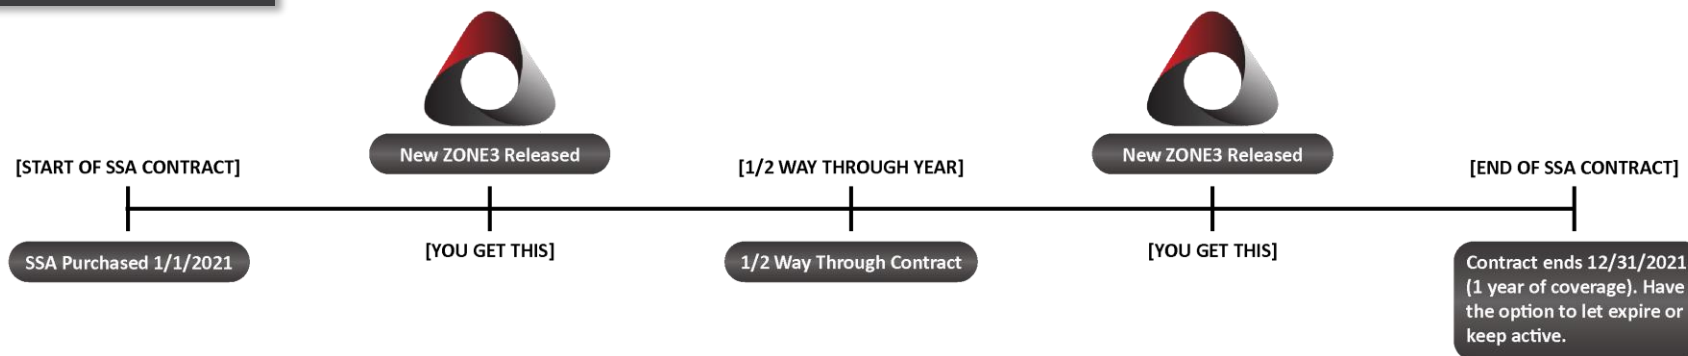 New ZONE3 Released
New ZONE3 Released
[START OF SSA CONTRACT]
[1/2 WAY THROUGH YEAR]
[END OF SSA CONTRACT]
SSA Purchased 1/1/2021
[YOU GET THIS]
1/2 Way Through Contract
[YOU GET THIS]
Contract ends 12/31/2021
(1 year of coverage). Have
the option to let expire or
keep active.